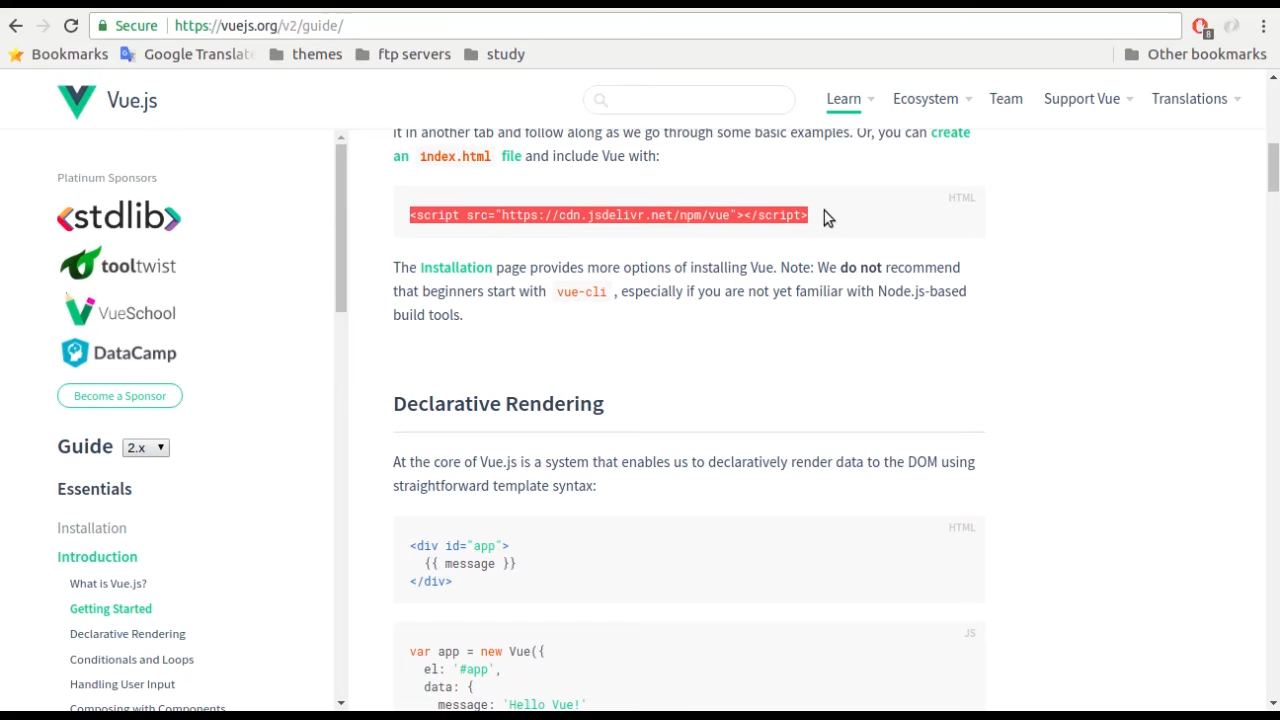 Secure https://vuejs.org/v2/guide/
8
Bookmarks Google Translat themes ftp servers study Other bookmarks
Vue.js Learn Ecosystem Team Support Vue Translations
Platinum Sponsors
<stdlib>
tooltwist
VueSchool
DataCamp
Become a Sponsor
Guide 2.x
Essentials
Installation
Introduction
What is Vue.js?
Getting Started
Declarative Rendering
Conditionals and Loops
Handling User Input
Composing with Components
it in another tab and follow along as we go through some basic examples. Or, you can create
an index.html file and include Vue with:
HTML
<script src="https://cdn.jsdelivr.net/npm/vue"></script>
The Installation page provides more options of installing Vue. Note: We do not recommend
that beginners start with vue-cli , especially if you are not yet familiar with Node.js-based
build tools.
Declarative Rendering
At the core of Vue.js is a system that enables us to declaratively render data to the DOM using
straightforward template syntax:
HTML
<div id="app">
{{ message }}
</div>
JS
var app = new Vue({
el: '#app',
data: {
message: 'Hello Vue!'